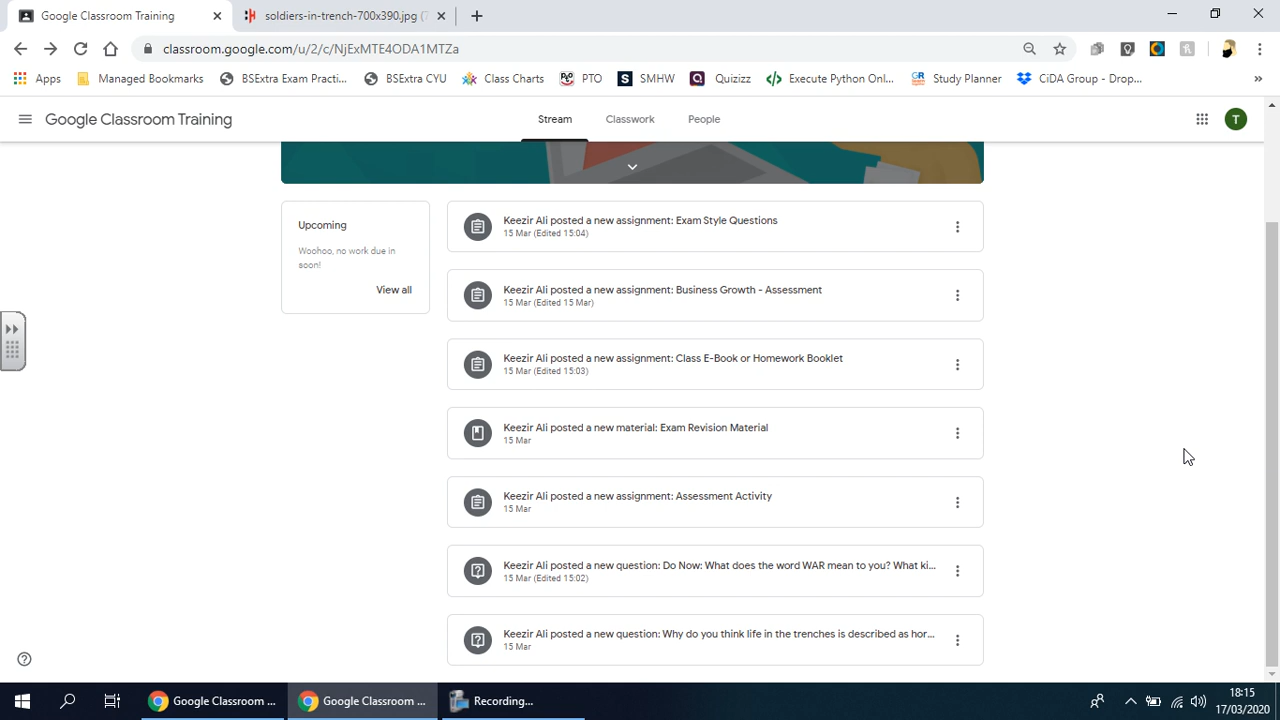 Google Classroom Training
soldiers-in-trench-700x390.jpg (7
classroom.google.com/u/2/c/NjExMTE4ODA1MTZa
Apps
Managed Bookmarks
BSExtra Exam Practi...
BSExtra CYU
Class Charts
PTO
SMHW
Quizizz
Execute Python Onl...
Study Planner
CiDA Group - Drop...
»
Google Classroom Training
Stream
Classwork
People
T
Upcoming
Woohoo, no work due in
soon!
View all
Keezir Ali posted a new assignment: Exam Style Questions
15 Mar (Edited 15:04)
Keezir Ali posted a new assignment: Business Growth - Assessment
15 Mar (Edited 15 Mar)
Keezir Ali posted a new assignment: Class E-Book or Homework Booklet
15 Mar (Edited 15:03)
Keezir Ali posted a new material: Exam Revision Material
15 Mar
Keezir Ali posted a new assignment: Assessment Activity
15 Mar
Keezir Ali posted a new question: Do Now: What does the word WAR mean to you? What ki...
15 Mar (Edited 15:02)
Keezir Ali posted a new question: Why do you think life in the trenches is described as hor...
15 Mar
Google Classroom ...
Google Classroom ...
Recording...
18:15
17/03/2020